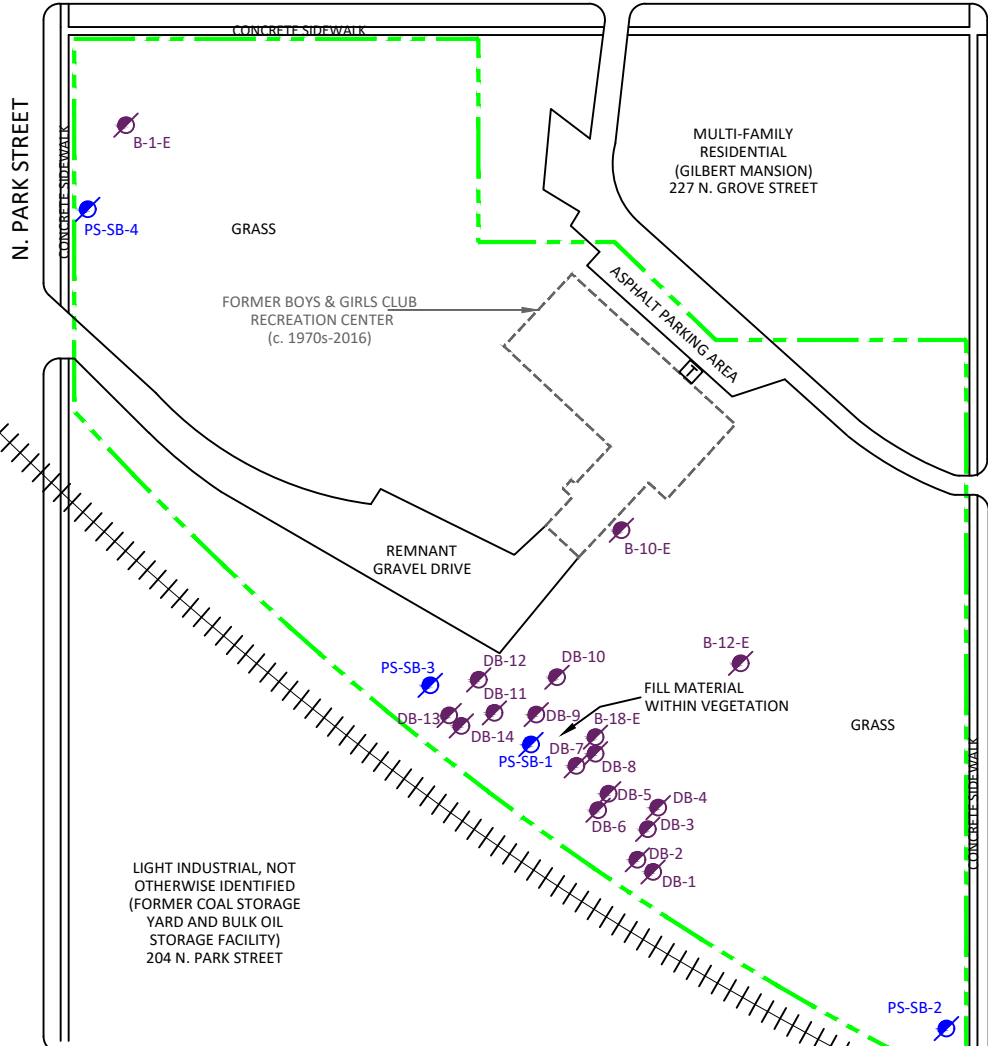 CONCRETE SIDEWALK
N. PARK STREET
CONCRETE SIDEWALK
B-1-E
PS-SB-4
GRASS
MULTI-FAMILY
RESIDENTIAL
(GILBERT MANSION)
227 N. GROVE STREET
FORMER BOYS & GIRLS CLUB
RECREATION CENTER
(c. 1970s-2016)
ASPHALT PARKING AREA
T
REMNANT
GRAVEL DRIVE
B-10-E
B-12-E
PS-SB-3
DB-12
DB-10
DB-11
DB-13
DB-14
DB-9
FILL MATERIAL
WITHIN VEGETATION
B-18-E
PS-SB-1
DB-7
DB-8
GRASS
DB-5
DB-4
DB-6
DB-3
DB-2
DB-1
CONCRETE SIDEWALK
LIGHT INDUSTRIAL, NOT
OTHERWISE IDENTIFIED
(FORMER COAL STORAGE
YARD AND BULK OIL
STORAGE FACILITY)
204 N. PARK STREET
PS-SB-2